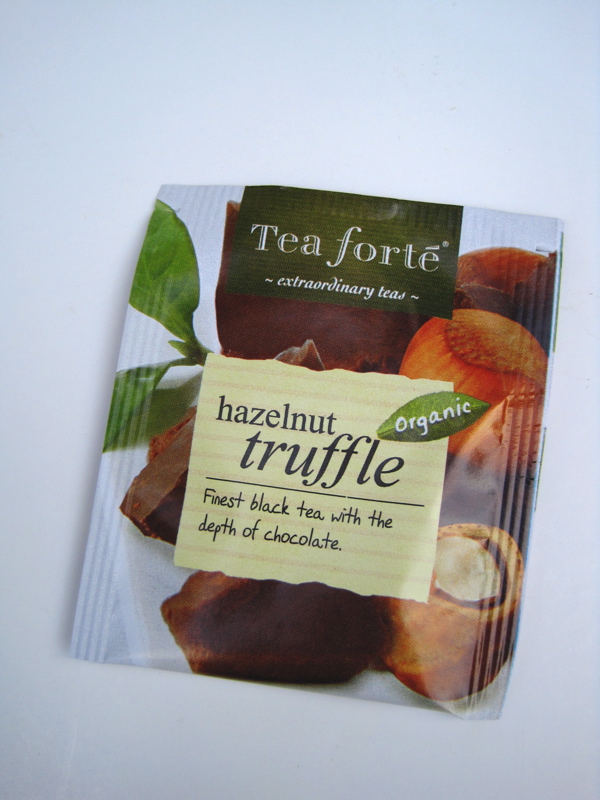 Tea forté®
~ extraordinary teas ~
hazelnut
organic
truffle
Finest black tea with the
depth of chocolate.